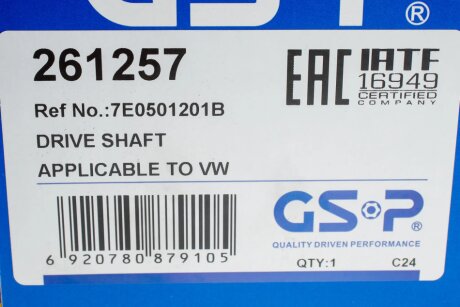 GSP®
261257
EAC
IATF
16949
CERTIFIED
COMPANY
Ref No.:7E0501201B
DRIVE SHAFT
APPLICABLE TO VW
GSP®
QUALITY DRIVEN PERFORMANCE
6 920780 879105
QTY:1 C24